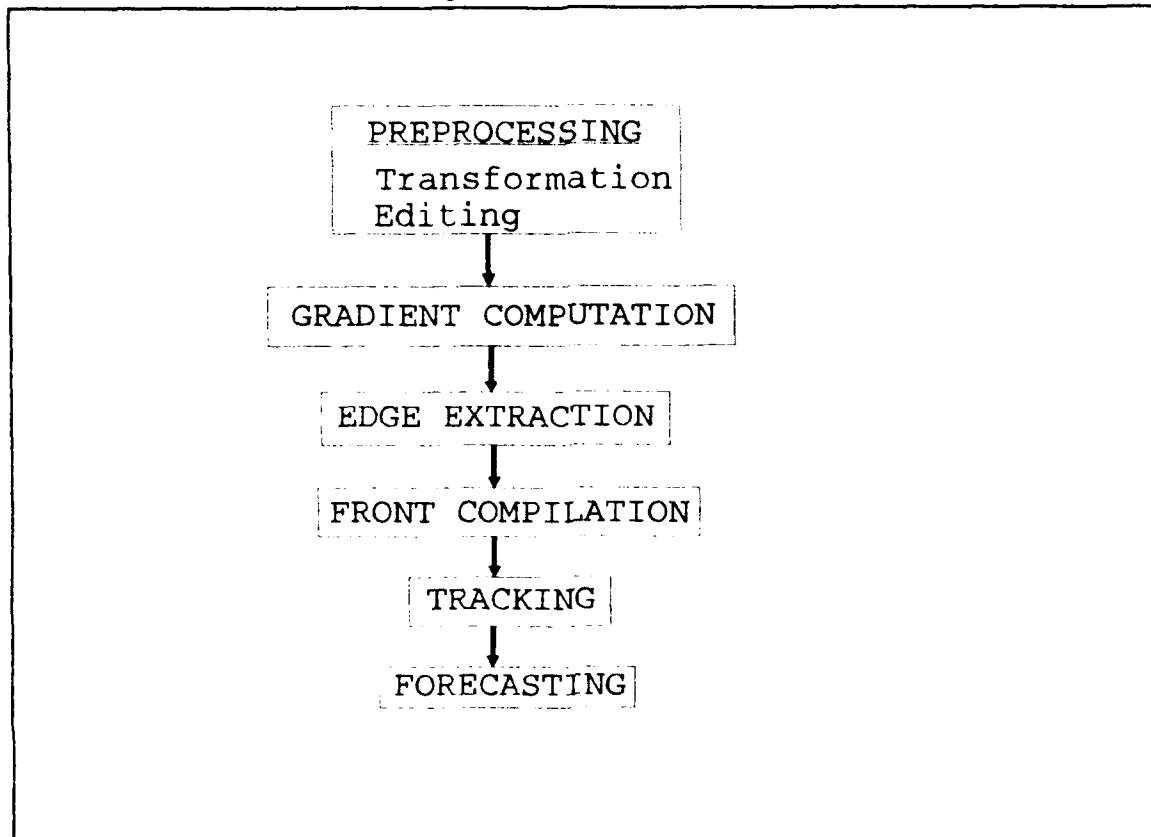 PREPROCESSING
Transformation
Editing
GRADIENT COMPUTATION
EDGE EXTRACTION
FRONT COMPILATION
TRACKING
FORECASTING